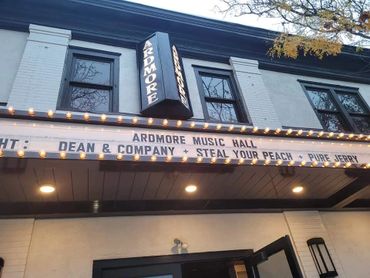 ARDMORE
ARDMORE
ARDMORE MUSIC HALL
HT: DEAN & COMPANY + STEAL YOUR PEACH + PURE JERRY